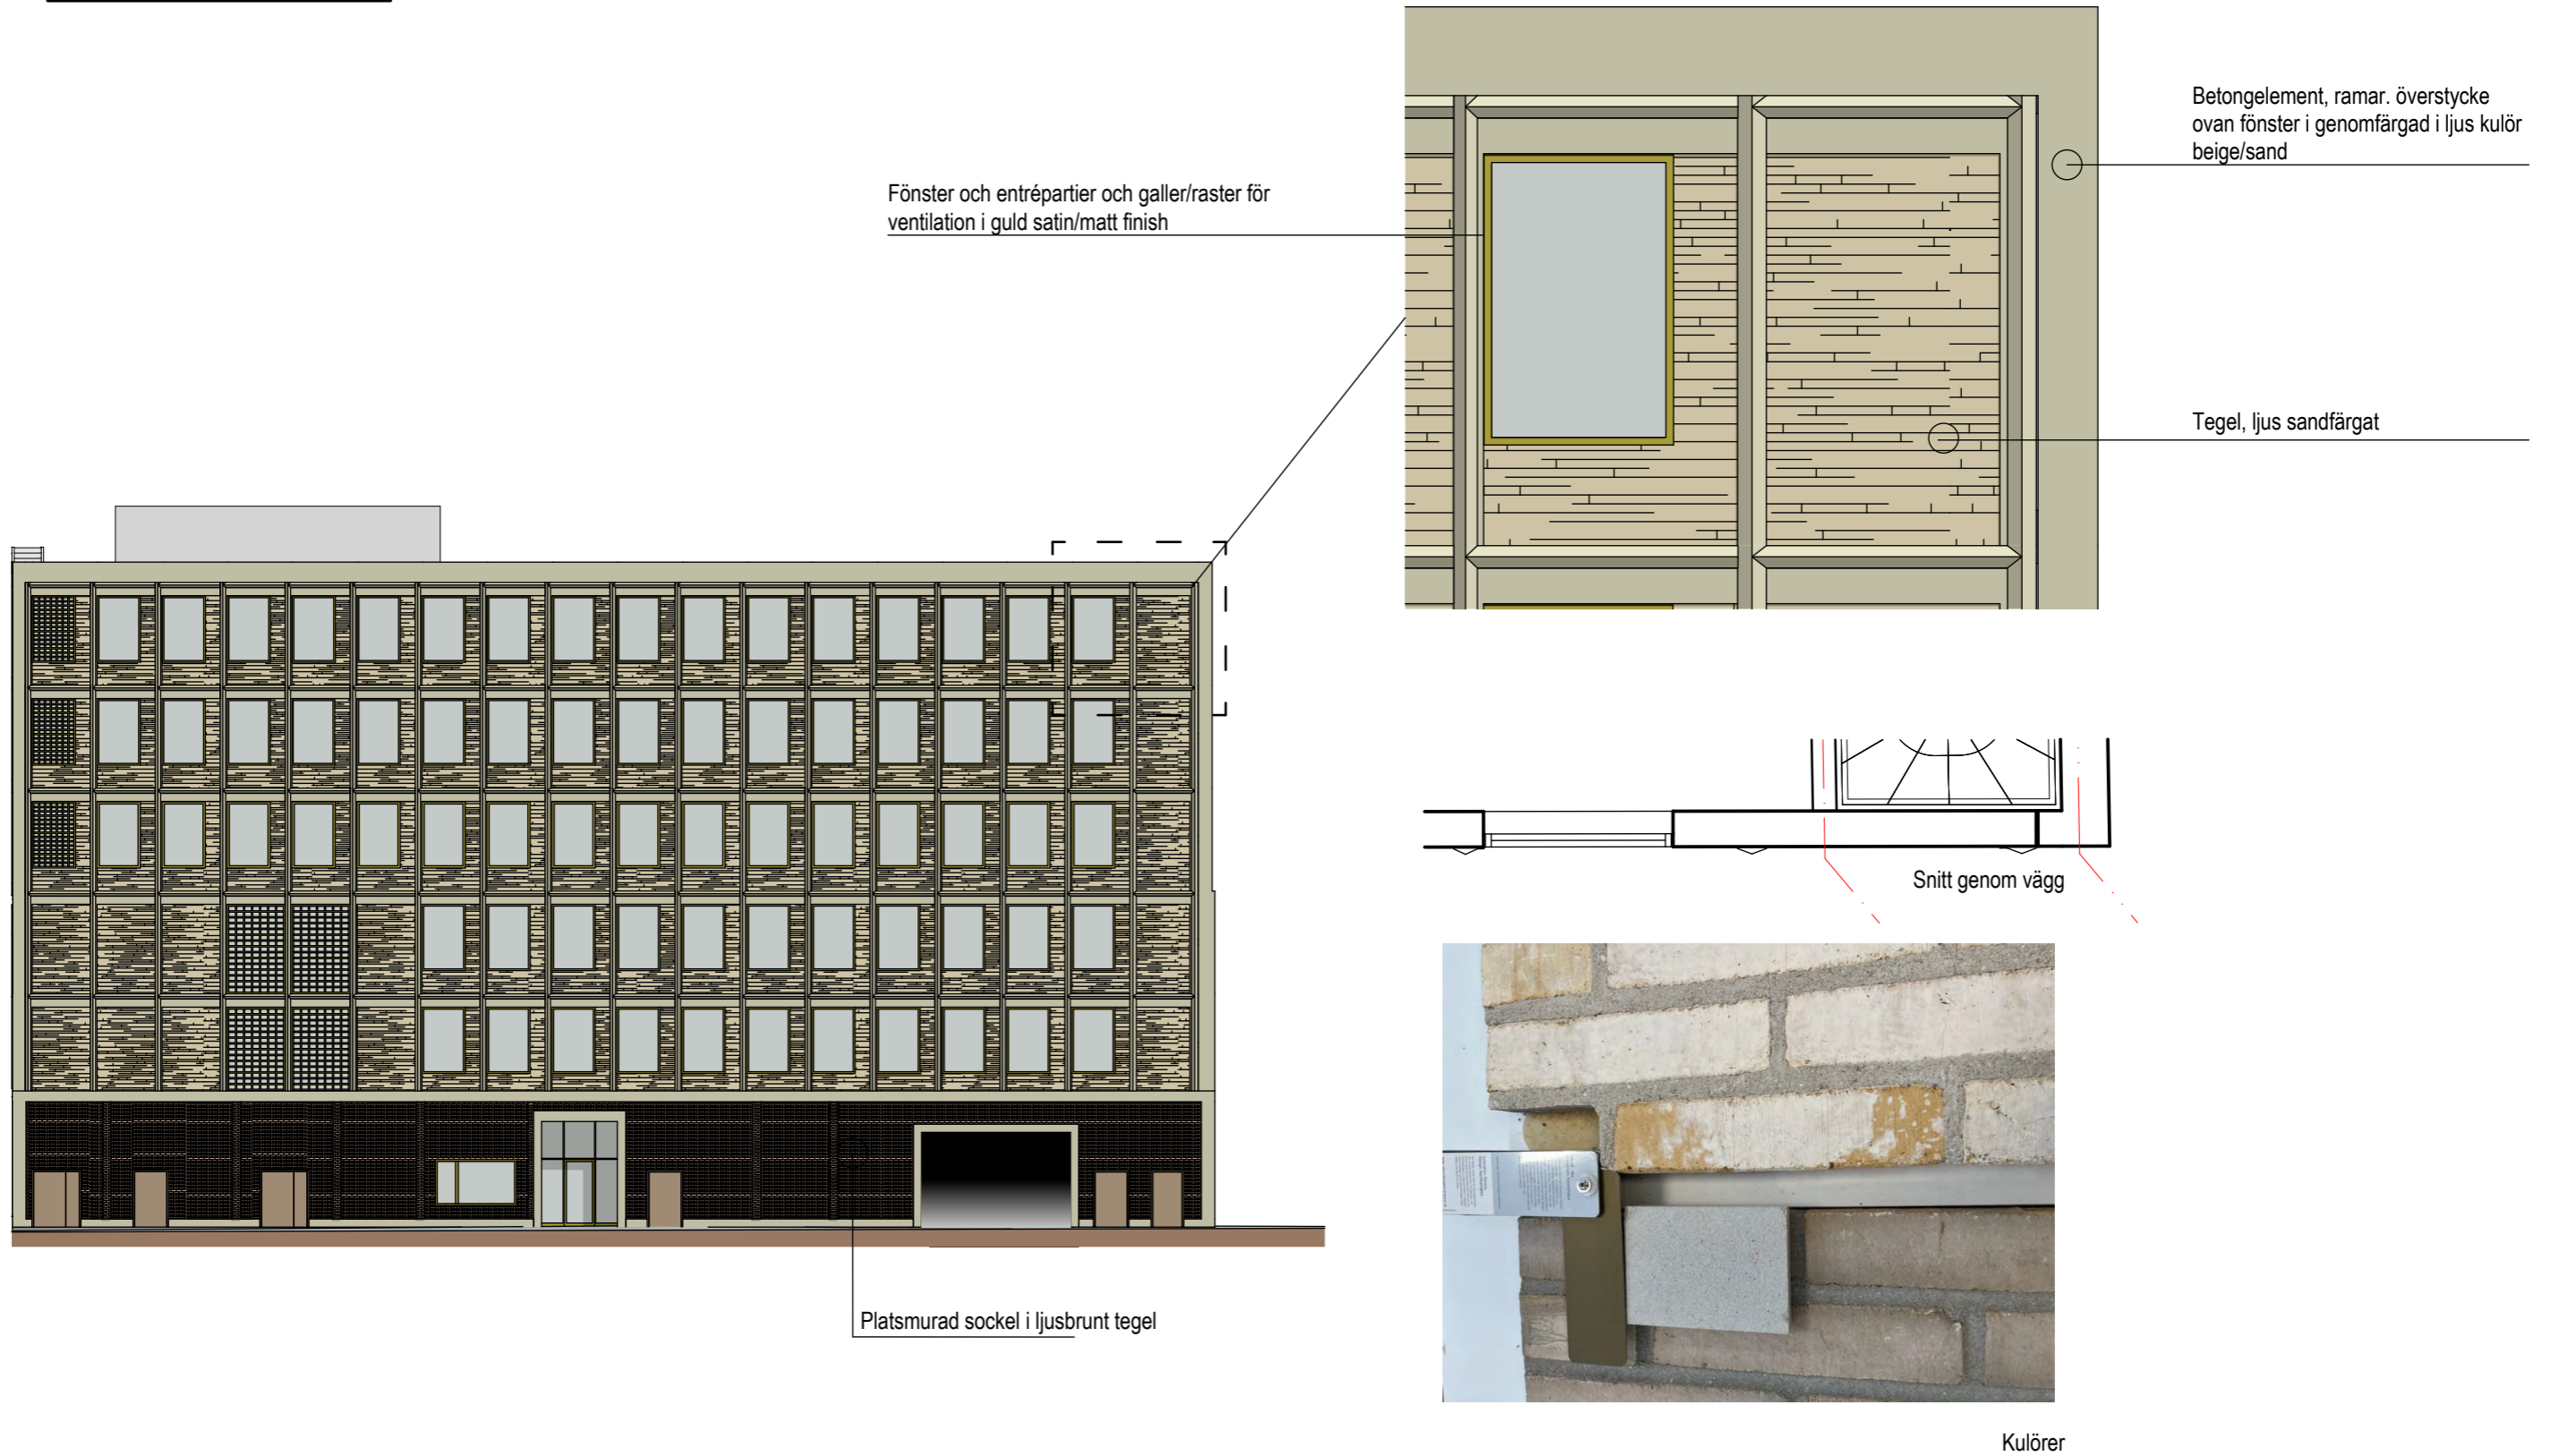 Betongelement, ramar. överstycke
ovan fönster i genomfärgad i ljus kulör
beige/sand
Fönster och entrépartier och galler/raster för
ventilation i guld satin/matt finish
Tegel, ljus sandfärgat
Snitt genom vägg
Platsmurad sockel i ljusbrunt tegel
Kulörer